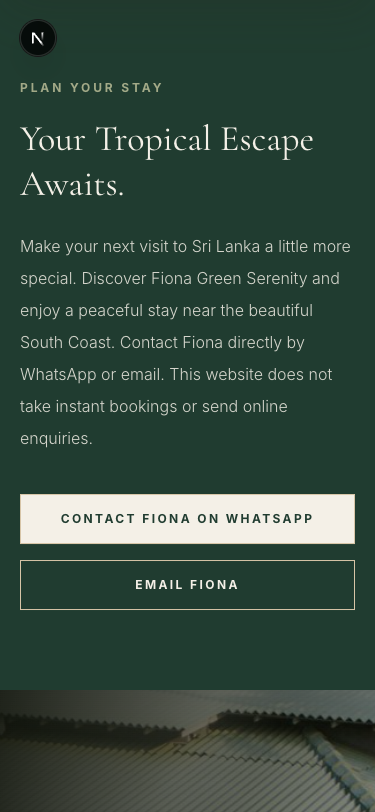 N
PLAN YOUR STAY
Your Tropical Escape
Awaits.
Make your next visit to Sri Lanka a little more
special. Discover Fiona Green Serenity and
enjoy a peaceful stay near the beautiful
South Coast. Contact Fiona directly by
WhatsApp or email. This website does not
take instant bookings or send online
enquiries.
CONTACT FIONA ON WHATSAPP
EMAIL FIONA